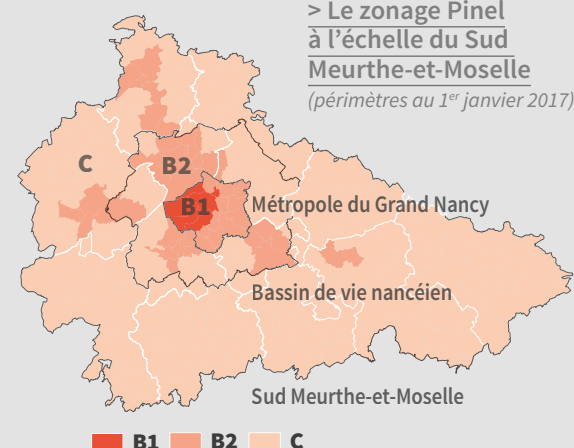 > Le zonage Pinel
à l’échelle du Sud
Meurthe-et-Moselle
(périmètres au 1er janvier 2017)
C
B2
B1
Métropole du Grand Nancy
Bassin de vie nancéien
Sud Meurthe-et-Moselle
B1 B2 C